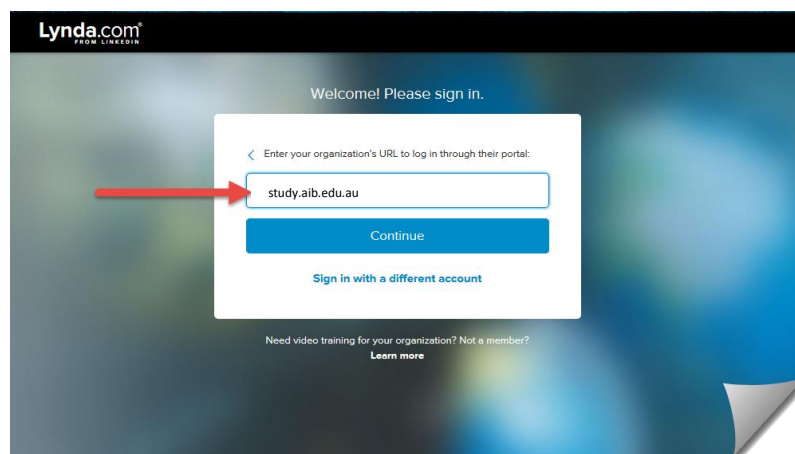 Lynda.com®
FROM LINKEDIN
Welcome! Please sign in.
Enter your organization's URL to log in through their portal:
study.aib.edu.au
Continue
Sign in with a different account
Need video training for your organization? Not a member?
Learn more